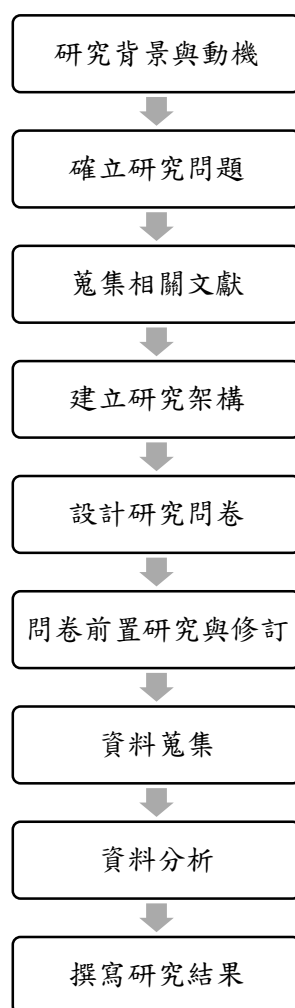 研究背景與動機
確立研究問題
蒐集相關文獻
建立研究架構
設計研究問卷
問卷前置研究與修訂
資料蒐集
資料分析
撰寫研究結果